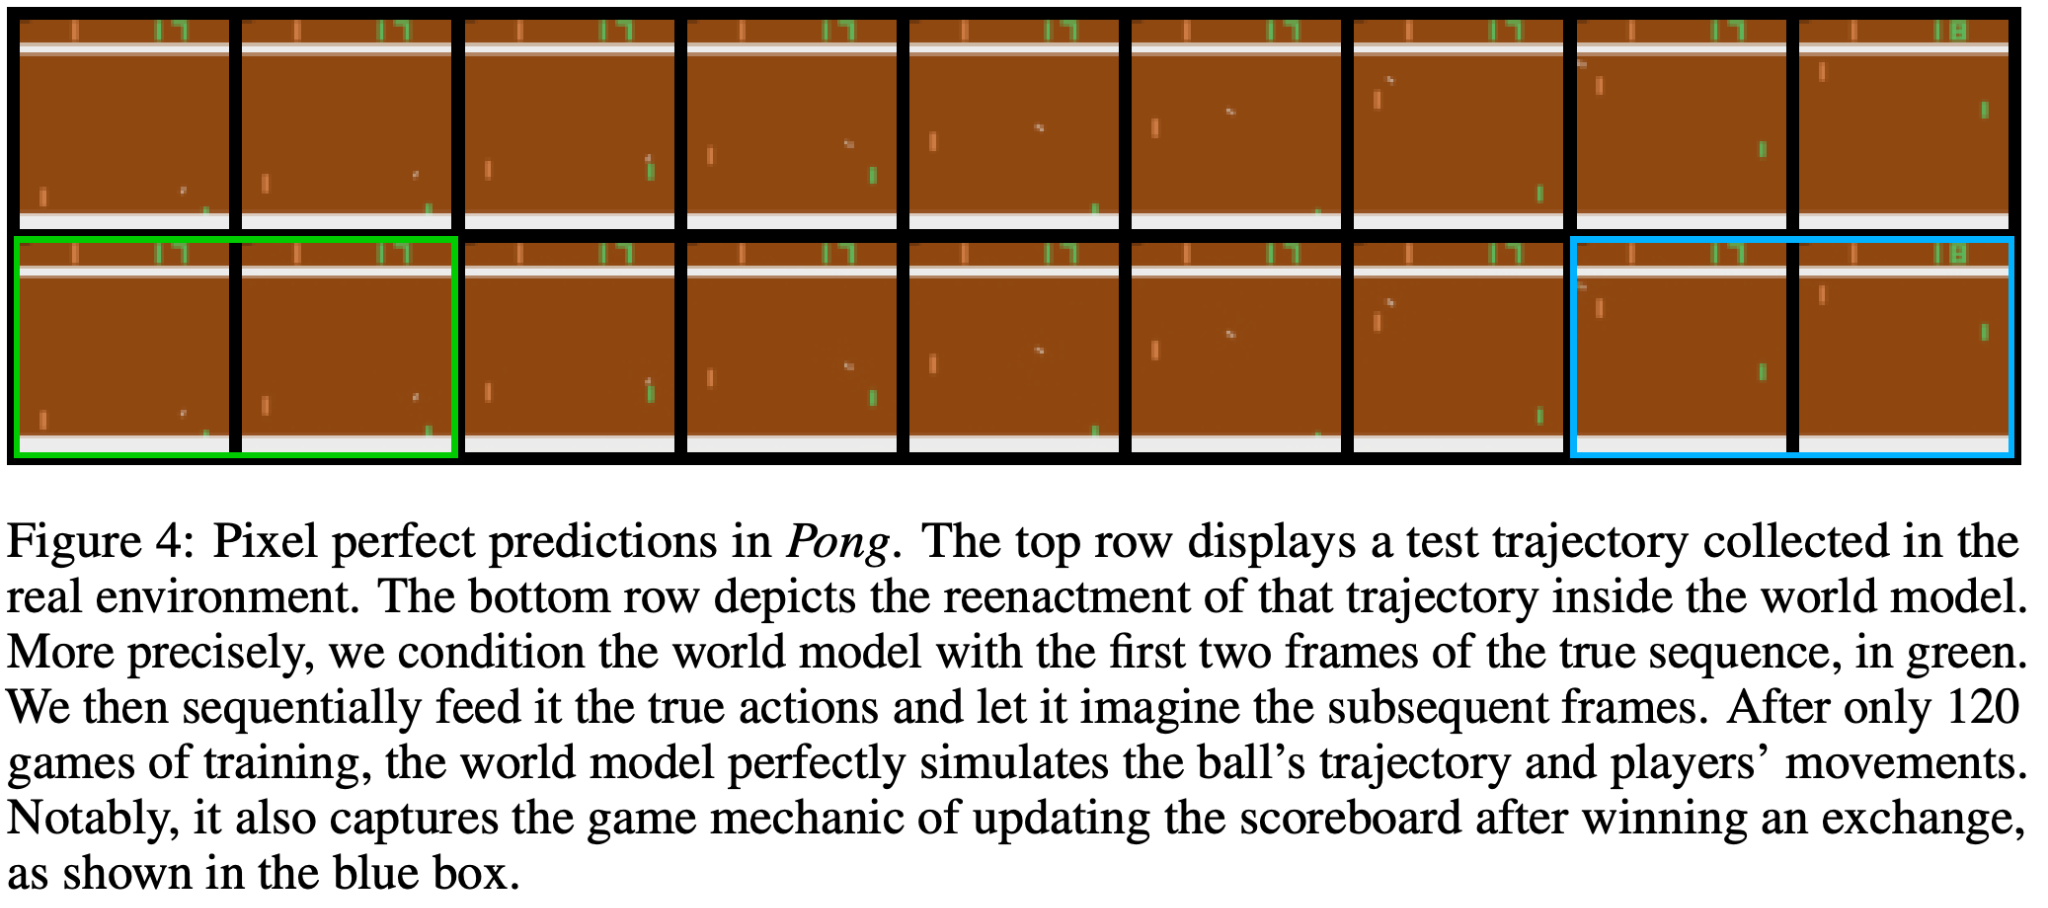 Figure 4: Pixel perfect predictions in Pong. The top row displays a test trajectory collected in the
real environment. The bottom row depicts the reenactment of that trajectory inside the world model.
More precisely, we condition the world model with the first two frames of the true sequence, in green.
We then sequentially feed it the true actions and let it imagine the subsequent frames. After only 120
games of training, the world model perfectly simulates the ball’s trajectory and players’ movements.
Notably, it also captures the game mechanic of updating the scoreboard after winning an exchange,
as shown in the blue box.